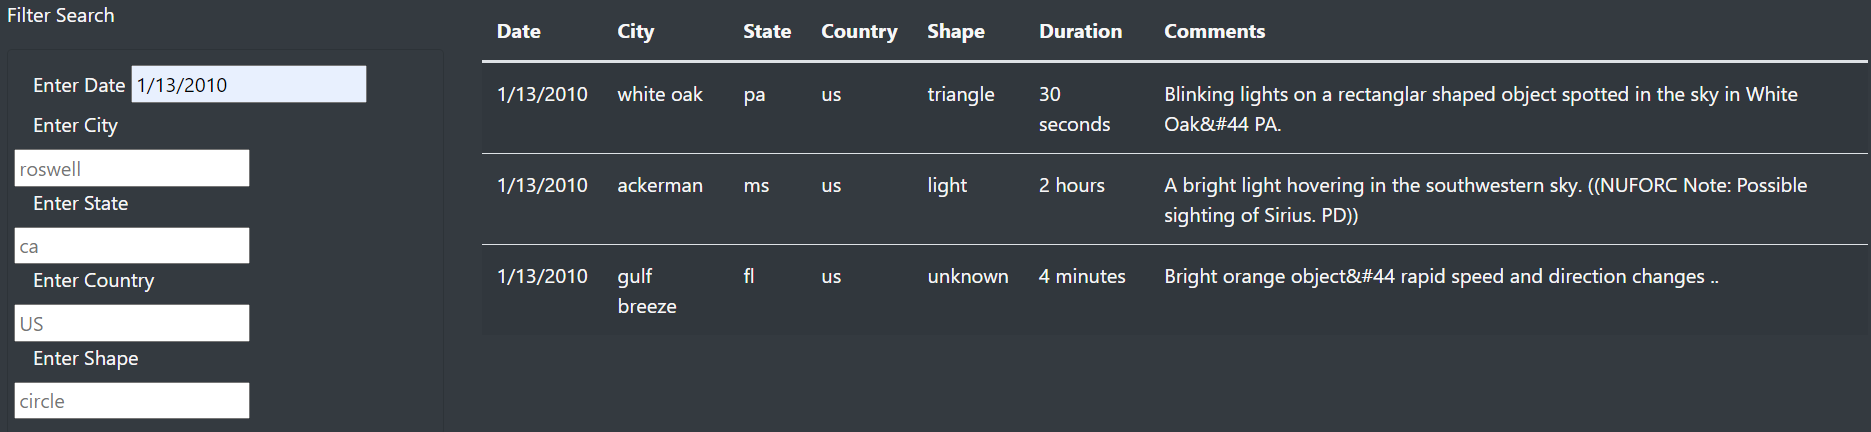 Filter Search
Enter Date 1/13/2010
Enter City
roswell
Enter State
ca
Enter Country
US
Enter Shape
circle
Date City State Country Shape Duration Comments
1/13/2010 white oak pa us triangle 30 seconds Blinking lights on a rectanglar shaped object spotted in the sky in White
Oak&#44 PA.
1/13/2010 ackerman ms us light 2 hours A bright light hovering in the southwestern sky. ((NUFORC Note: Possible
sighting of Sirius. PD))
1/13/2010 gulf breeze fl us unknown 4 minutes Bright orange object&#44 rapid speed and direction changes ..